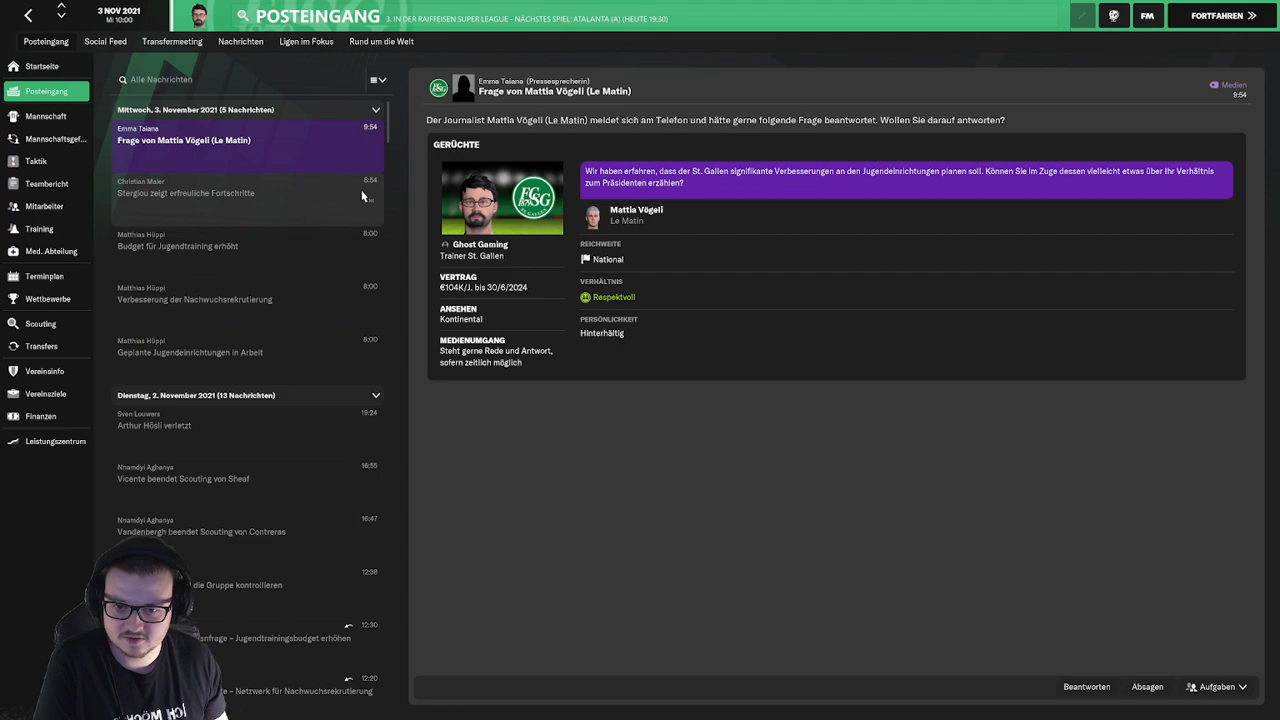 3 NOV 2021
Mi 10:00
POSTEINGANG
3. IN DER RAIFFEISEN SUPER LEAGUE - NÄCHSTES SPIEL: ATALANTA (A) (HEUTE 19:30)
FM
FORTFAHREN
Posteingang
Social Feed
Transfermeeting
Nachrichten
Ligen im Fokus
Rund um die Welt
Startseite
Posteingang
Mannschaft
Mannschaftsgef...
Taktik
Teambericht
Mitarbeiter
Training
Med. Abteilung
Terminplan
Wettbewerbe
Scouting
Transfers
Vereinsinfo
Vereinsziele
Finanzen
Leistungszentrum
Alle Nachrichten
Mittwoch, 3. November 2021 (5 Nachrichten)
Emma Taiana 9:54
Frage von Mattia Vögeli (Le Matin)
Christian Maier 8:54
Stergiou zeigt erfreuliche Fortschritte
Matthias Hüppi 8:00
Budget für Jugendtraining erhöht
Matthias Hüppi 8:00
Verbesserung der Nachwuchsrekrutierung
Matthias Hüppi 8:00
Geplante Jugendeinrichtungen in Arbeit
Dienstag, 2. November 2021 (13 Nachrichten)
Sven Louwers 19:24
Arthur Hösli verletzt
Nnamdyi Aghanya 16:55
Vicente beendet Scouting von Sheaf
Nnamdyi Aghanya 16:47
Vandenbergh beendet Scouting von Contreras
12:38
die Gruppe kontrollieren
12:30
anfrage – Jugendtrainingsbudget erhöhen
12:20
e – Netzwerk für Nachwuchsrekrutierung
Emma Taiana (Pressesprecherin)
Frage von Mattia Vögeli (Le Matin)
Medien
9:54
Der Journalist Mattia Vögeli (Le Matin) meldet sich am Telefon und hätte gerne folgende Frage beantwortet. Wollen Sie darauf antworten?
GERÜCHTE
FCSG
1879
ST.GALLEN
Wir haben erfahren, dass der St. Gallen signifikante Verbesserungen an den Jugendeinrichtungen planen soll. Können Sie im Zuge dessen vielleicht etwas über Ihr Verhältnis
zum Präsidenten erzählen?
Mattia Vögeli
Le Matin
REICHWEITE
National
VERHÄLTNIS
Respektvoll
PERSÖNLICHKEIT
Hinterhältig
Ghost Gaming
Trainer St. Gallen
VERTRAG
€104K/J. bis 30/6/2024
ANSEHEN
Kontinental
MEDIENUMGANG
Steht gerne Rede und Antwort,
sofern zeitlich möglich
Beantworten
Absagen
Aufgaben
ICH MÖCH